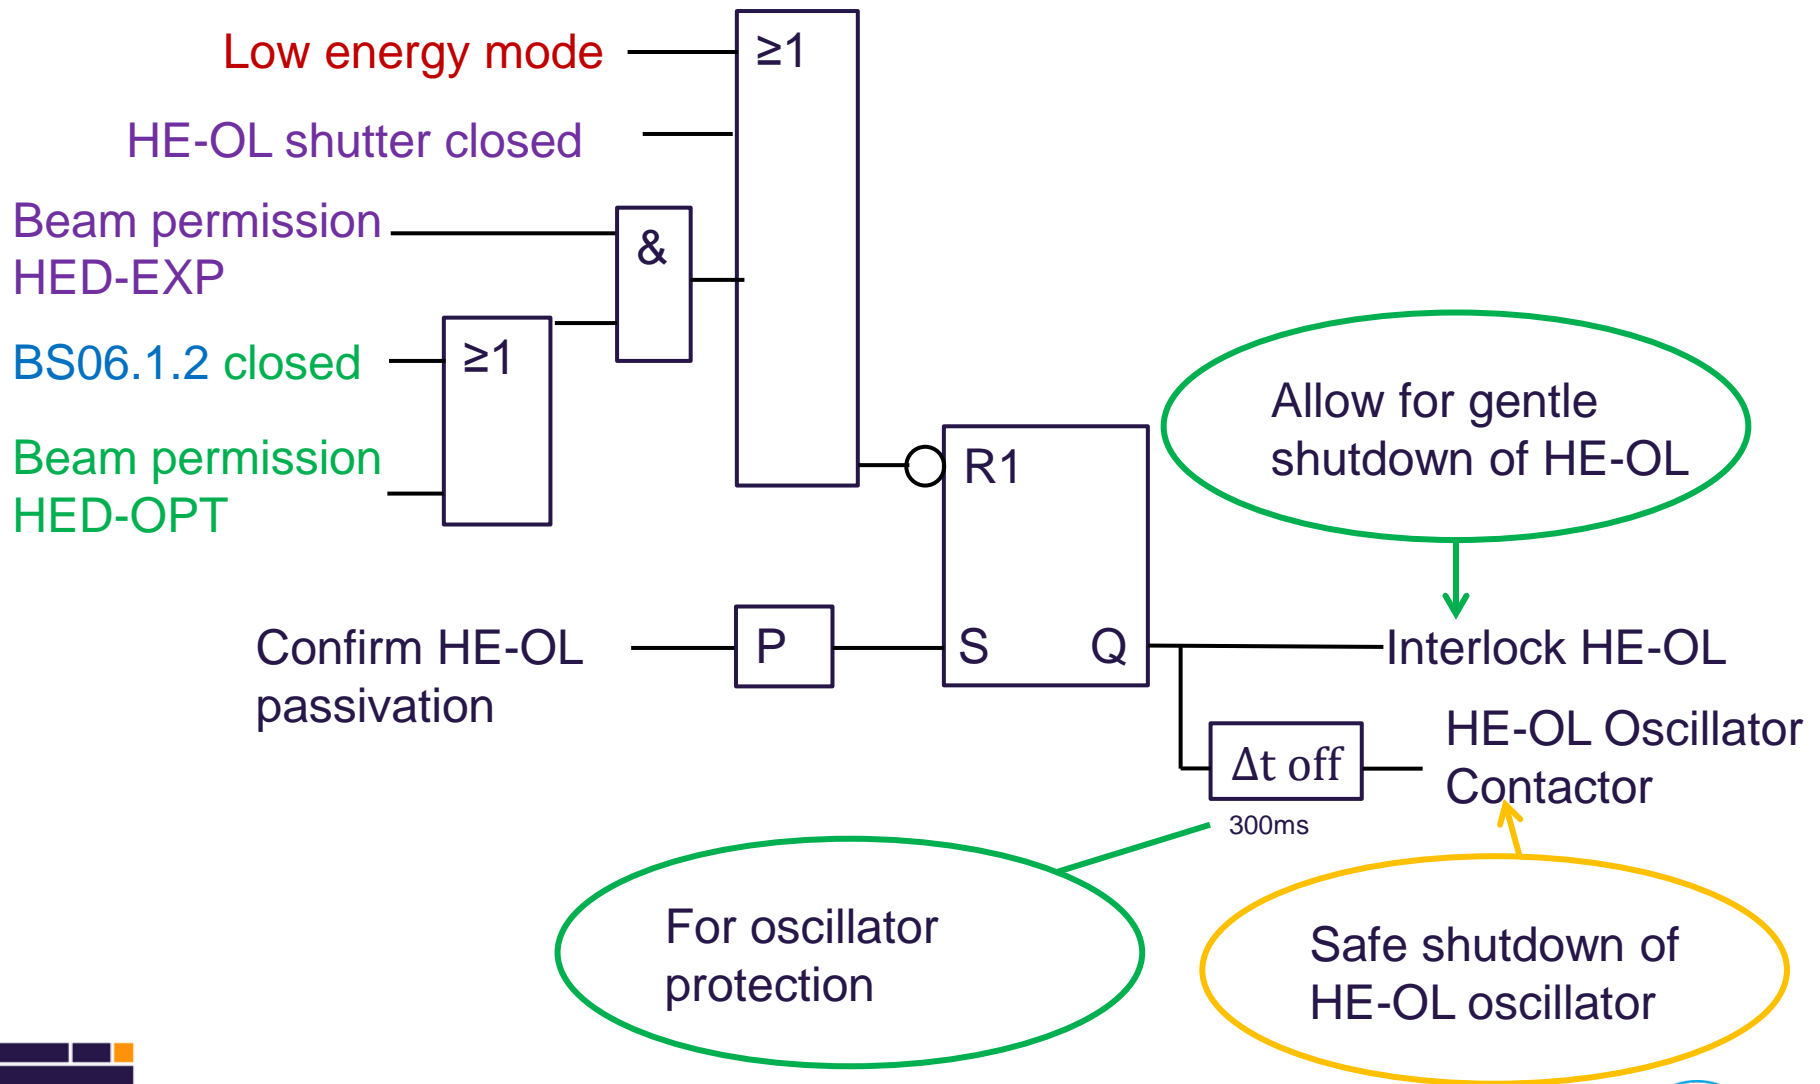 Low energy mode
≥1
HE-OL shutter closed
Beam permission
HED-EXP
&
BS06.1.2 closed
≥1
Beam permission
HED-OPT
Allow for gentle
shutdown of HE-OL
R1
Confirm HE-OL
passivation
P
S
Q
Interlock HE-OL
Δt off
300ms
HE-OL Oscillator
Contactor
For oscillator
protection
Safe shutdown of
HE-OL oscillator